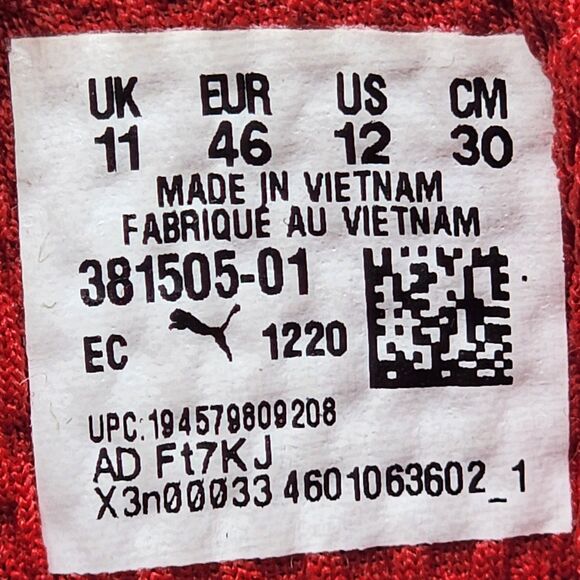 UK EUR US CM
11 46 12 30
MADE IN VIETNAM
FABRIQUÉ AU VIETNAM
381505-01
EC 1220
UPC:194579809208
AD Ft7KJ
X3n00033 4601063602_1